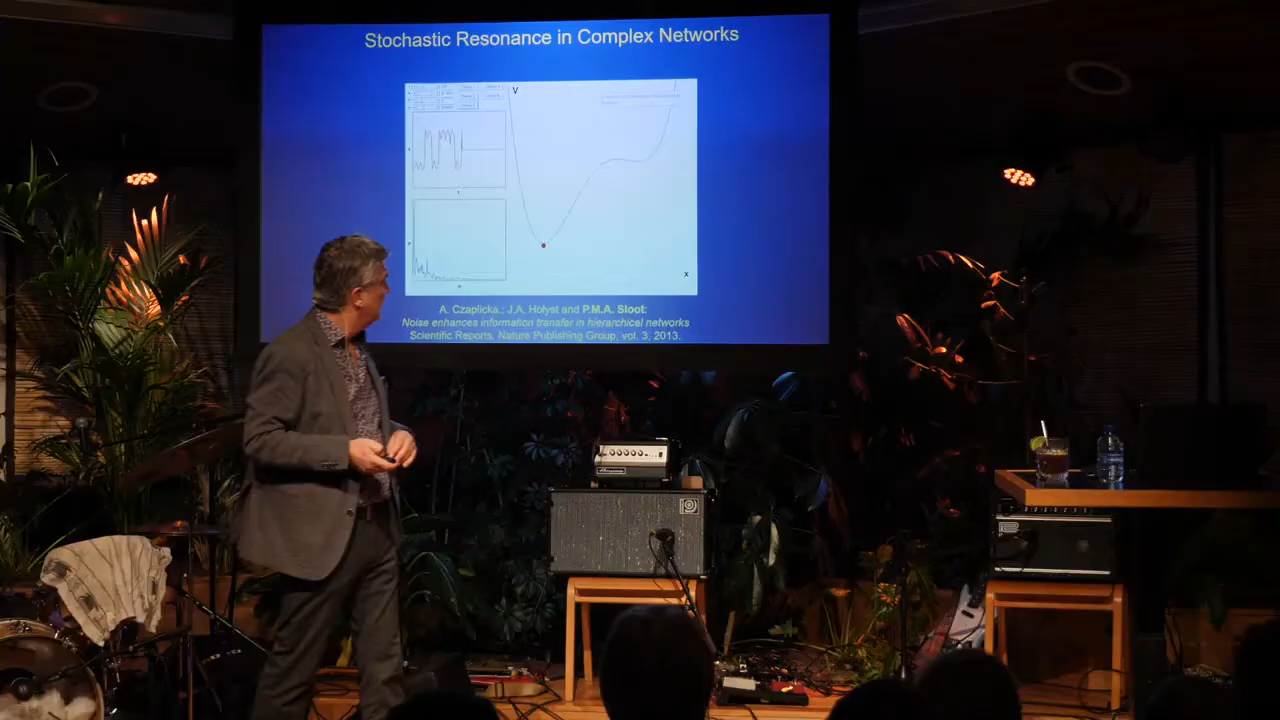 Stochastic Resonance in Complex Networks
V
x
A. Czaplicka.; J.A. Hołyst and P.M.A. Sloot:
Noise enhances information transfer in hierarchical networks
Scientific Reports, Nature Publishing Group, vol. 3, 2013.